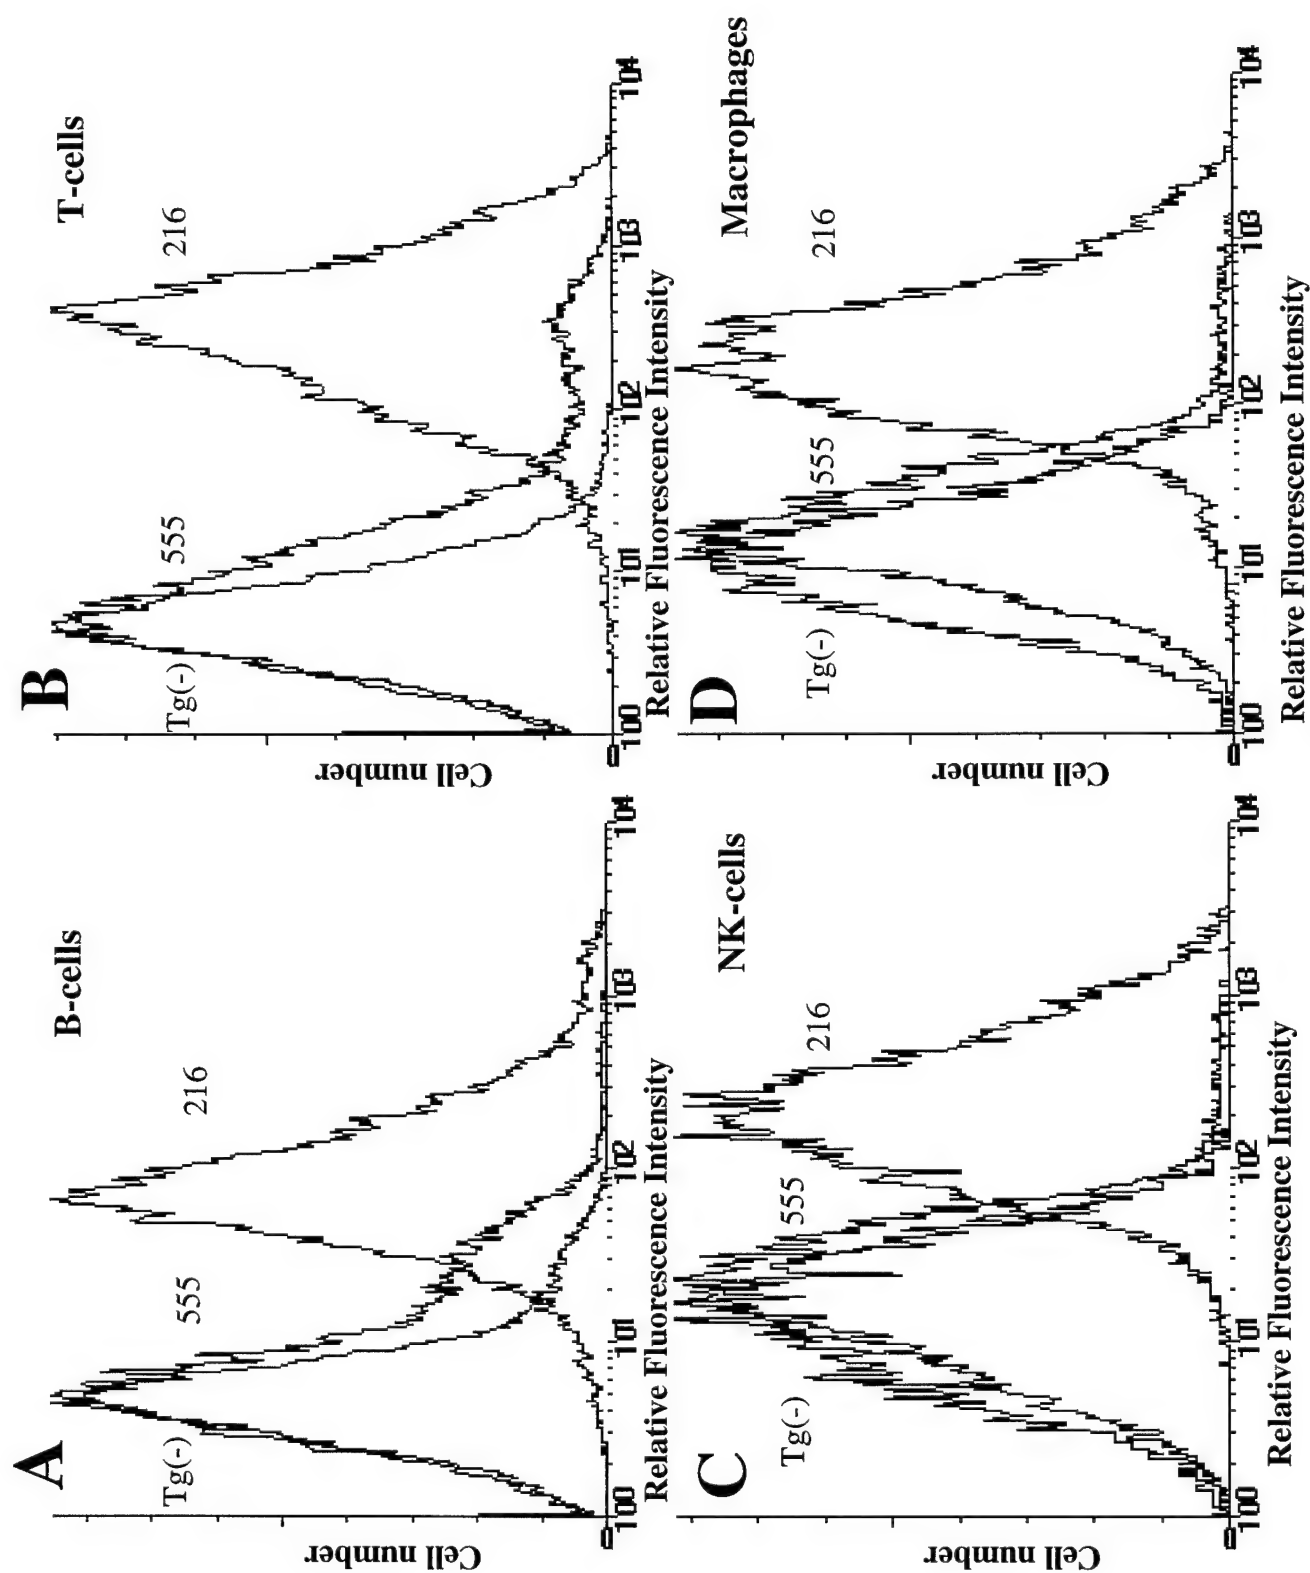 A
B-cells
Tg(-)
555
216
Cell number
0
10⁰
10¹
10²
10³
10⁴
Relative Fluorescence Intensity
B
T-cells
Tg(-)
555
216
Cell number
0
10⁰
10¹
10²
10³
10⁴
Relative Fluorescence Intensity
C
NK-cells
Tg(-)
555
216
Cell number
0
10⁰
10¹
10²
10³
10⁴
Relative Fluorescence Intensity
D
Macrophages
Tg(-)
555
216
Cell number
0
10⁰
10¹
10²
10³
10⁴
Relative Fluorescence Intensity